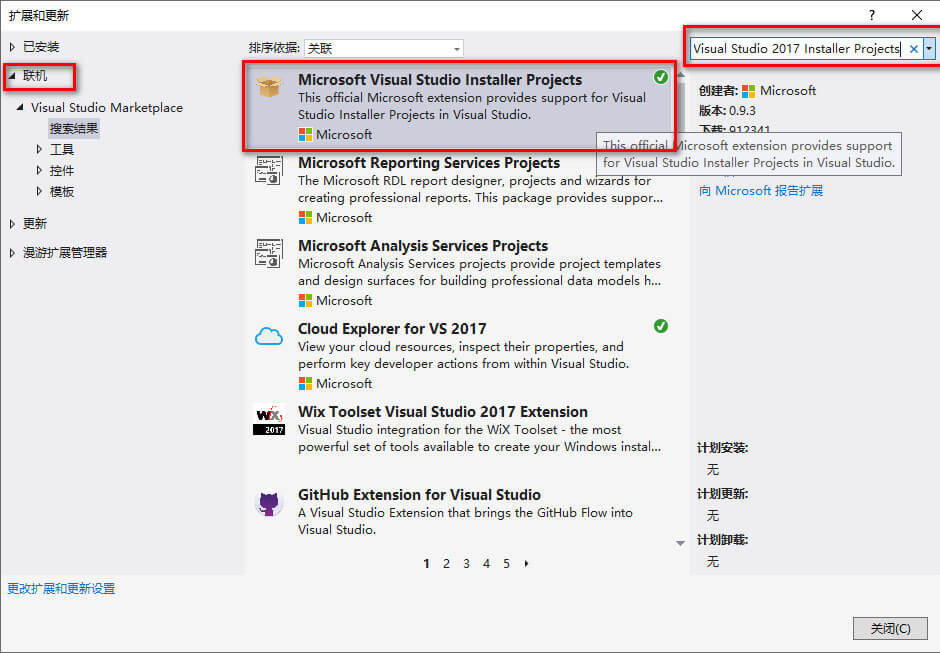 扩展和更新
已安装
联机
Visual Studio Marketplace
搜索结果
工具
控件
模板
更新
漫游扩展管理器
更改扩展和更新设置
排序依据: 关联
Microsoft Visual Studio Installer Projects
This official Microsoft extension provides support for Visual
Studio Installer Projects in Visual Studio.
Microsoft
Microsoft Reporting Services Projects
The Microsoft RDL report designer, projects and wizards for
creating professional reports. This package provides suppor...
Microsoft
Microsoft Analysis Services Projects
Microsoft Analysis Services projects provide project templates
and design surfaces for building professional data models h...
Microsoft
Cloud Explorer for VS 2017
View your cloud resources, inspect their properties, and
perform key developer actions from within Visual Studio.
Microsoft
WiX
2017
Wix Toolset Visual Studio 2017 Extension
Visual Studio integration for the WiX Toolset - the most
powerful set of tools available to create your Windows instal...
GitHub Extension for Visual Studio
A Visual Studio Extension that brings the GitHub Flow into
Visual Studio.
1 2 3 4 5
Visual Studio 2017 Installer Projects
创建者: Microsoft
版本: 0.9.3
下载: 912341
This official Microsoft extension provides support
for Visual Studio Installer Projects in Visual Studio.
向 Microsoft 报告扩展
计划安装:
无
计划更新:
无
计划卸载:
无
关闭(C)